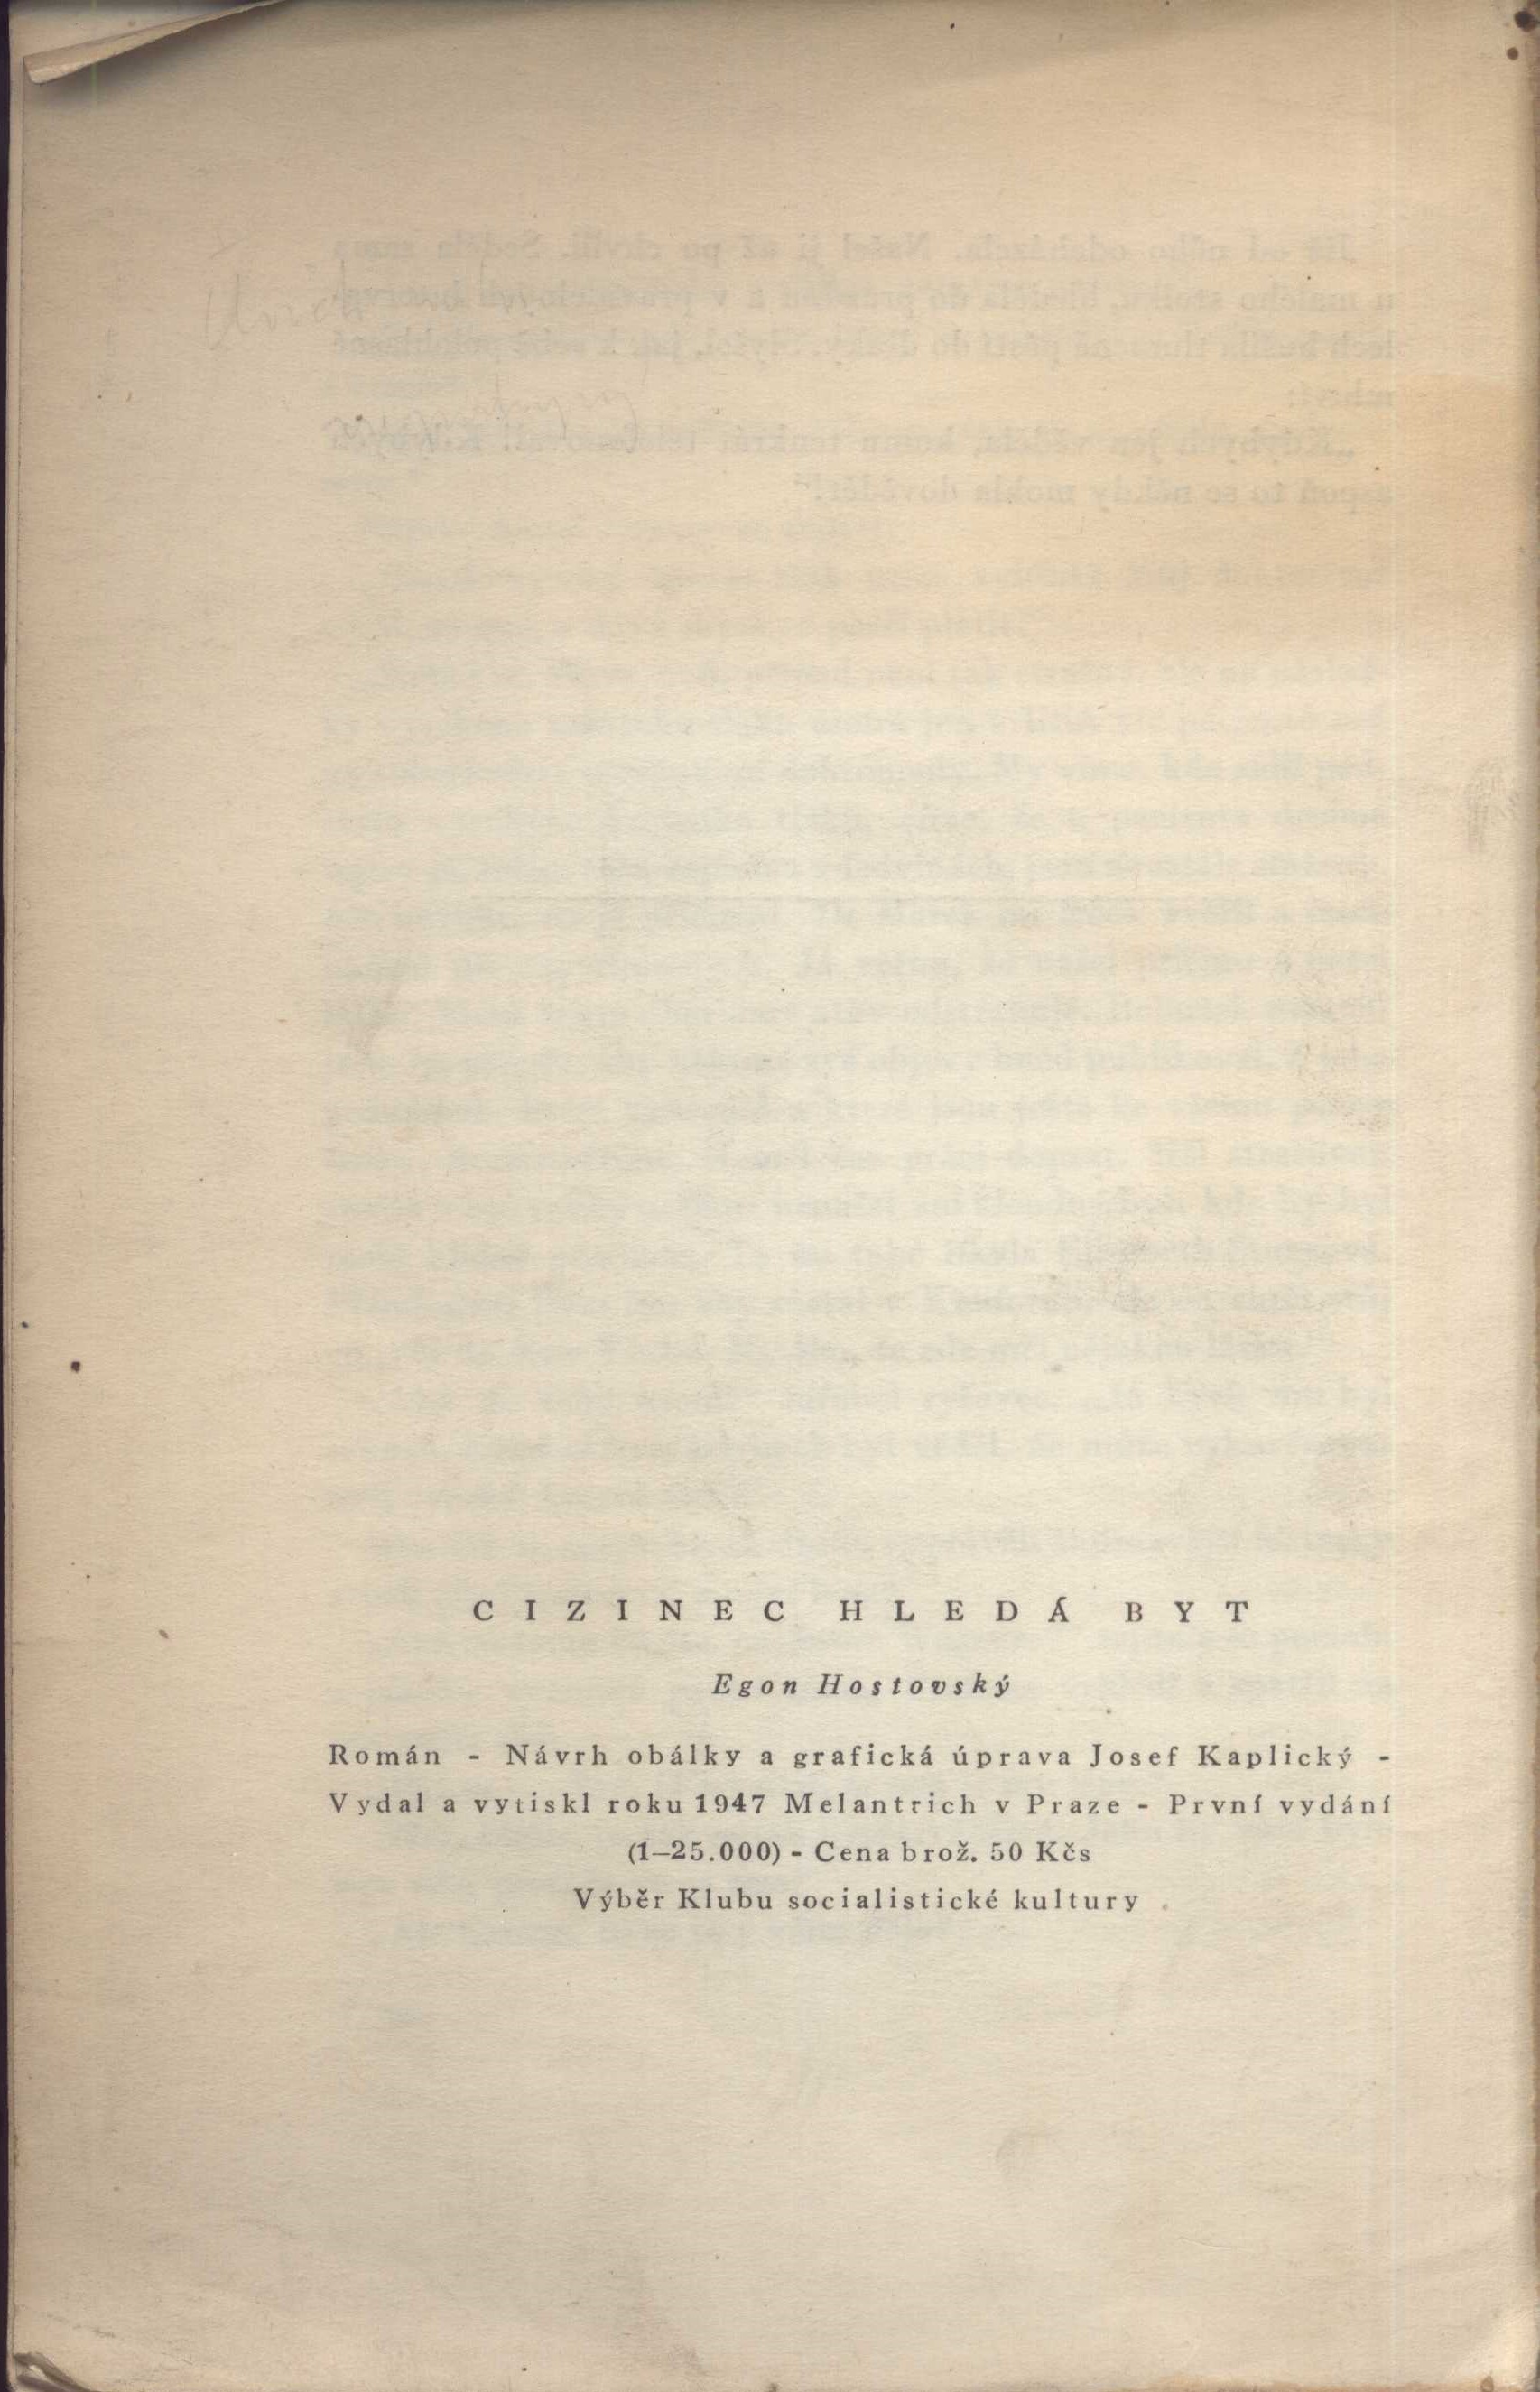 CIZINEC HLEDÁ BYT
Egon Hostovský
Román - Návrh obálky a grafická úprava Josef Kaplický -
Vydal a vytiskl roku 1947 Melantrich v Praze - První vydání
(1–25.000) - Cena brož. 50 Kčs
Výběr Klubu socialistické kultury